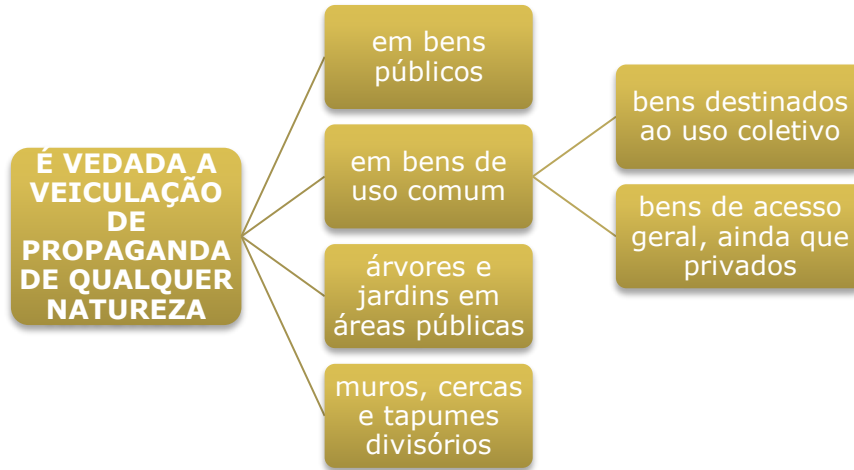 É VEDADA A
VEICULAÇÃO
DE
PROPAGANDA
DE QUALQUER
NATUREZA
em bens
públicos
em bens de
uso comum
bens destinados
ao uso coletivo
bens de acesso
geral, ainda que
privados
árvores e
jardins em
áreas públicas
muros, cercas
e tapumes
divisórios